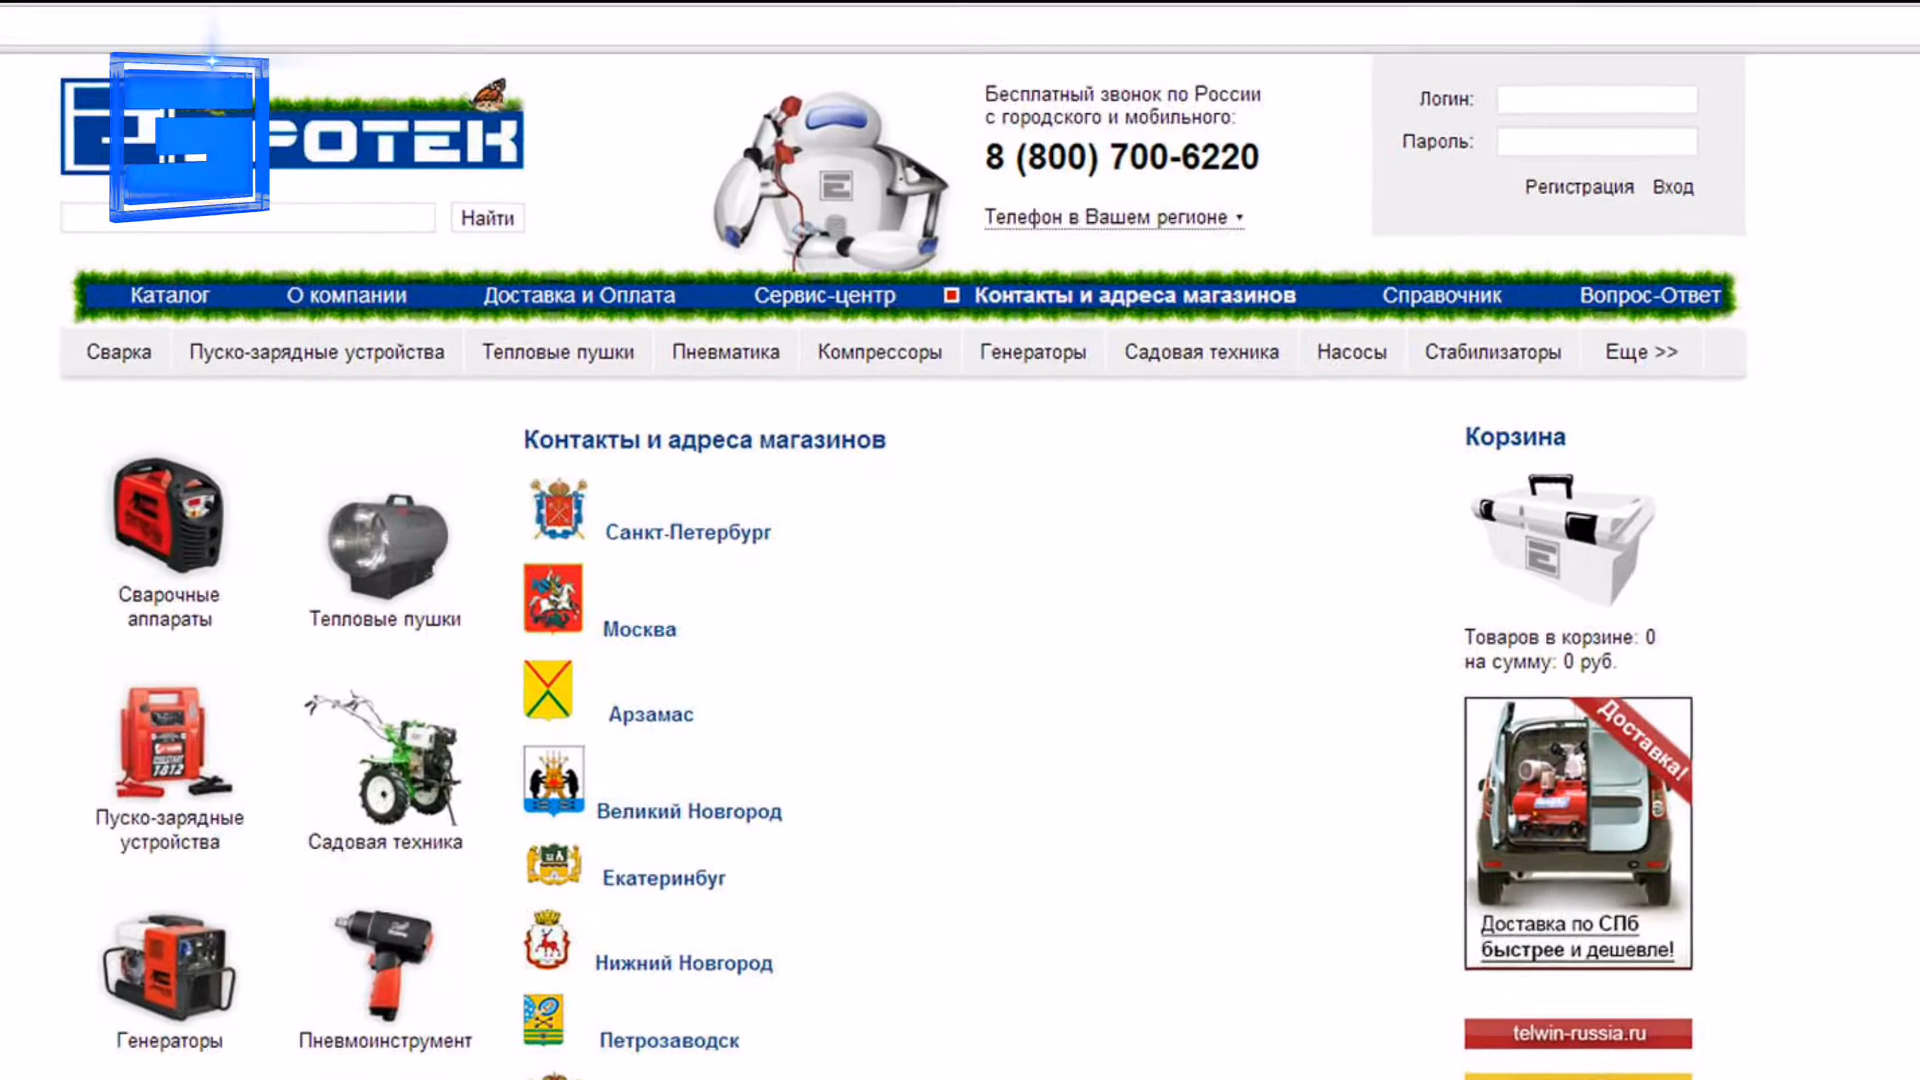 РОТЕК
Найти
Бесплатный звонок по России
с городского и мобильного:
8 (800) 700-6220
Телефон в Вашем регионе
Логин:
Пароль:
Регистрация Вход
Каталог О компании Доставка и Оплата Сервис-центр Контакты и адреса магазинов Справочник Вопрос-Ответ
Сварка Пуско-зарядные устройства Тепловые пушки Пневматика Компрессоры Генераторы Садовая техника Насосы Стабилизаторы Еще >>
Сварочные
аппараты
Тепловые пушки
Пуско-зарядные
устройства
Садовая техника
Генераторы
Пневмоинструмент
Контакты и адреса магазинов
Санкт-Петербург
Москва
Арзамас
Великий Новгород
Екатеринбуг
Нижний Новгород
Петрозаводск
Корзина
Товаров в корзине: 0
на сумму: 0 руб.
Доставка!
Доставка по СПб
быстрее и дешевле!
telwin-russia.ru